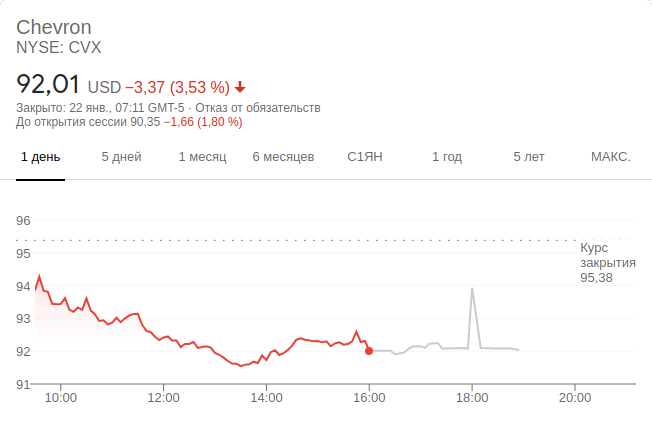 Chevron
NYSE: CVX
92,01 USD −3,37 (3,53 %)
Закрыто: 22 янв., 07:11 GMT-5 · Отказ от обязательств
До открытия сессии 90,35 −1,66 (1,80 %)
1 день 5 дней 1 месяц 6 месяцев С1ЯН 1 год 5 лет МАКС.
96
95
94
93
92
91
Курс
закрытия
95,38
10:00 12:00 14:00 16:00 18:00 20:00